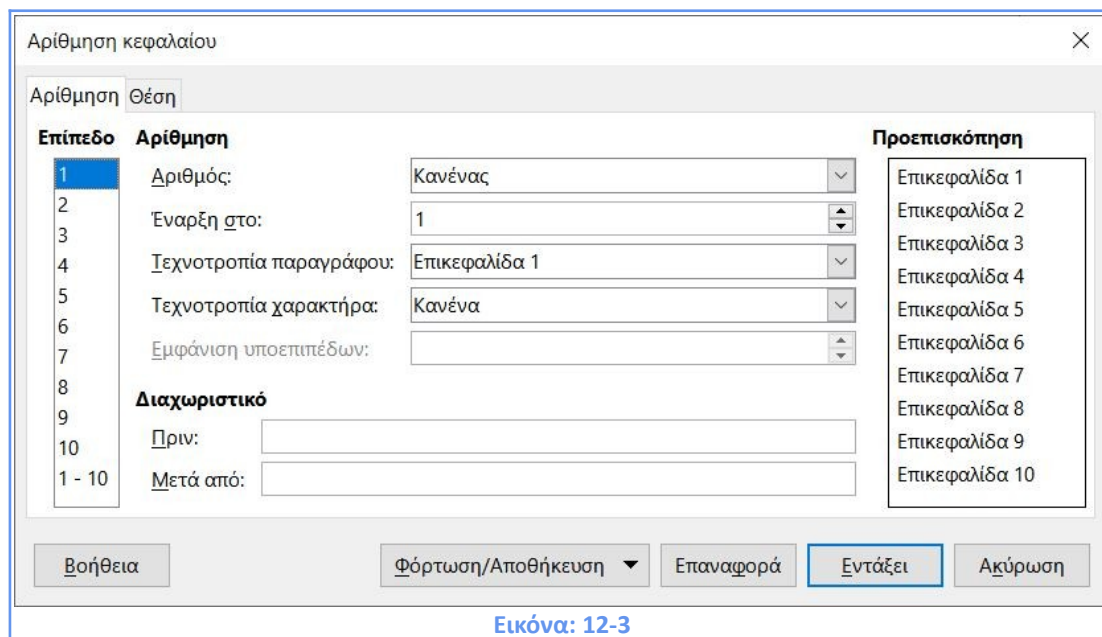 Αρίθμηση κεφαλαίου
Αρίθμηση Θέση
Επίπεδο
1
2
3
4
5
6
7
8
9
10
1 - 10
Αρίθμηση
Αριθμός: Κανένας
Έναρξη στο: 1
Τεχνοτροπία παραγράφου: Επικεφαλίδα 1
Τεχνοτροπία χαρακτήρα: Κανένα
Εμφάνιση υποεπιπέδων:
Διαχωριστικό
Πριν:
Μετά από:
Προεπισκόπηση
Επικεφαλίδα 1
Επικεφαλίδα 2
Επικεφαλίδα 3
Επικεφαλίδα 4
Επικεφαλίδα 5
Επικεφαλίδα 6
Επικεφαλίδα 7
Επικεφαλίδα 8
Επικεφαλίδα 9
Επικεφαλίδα 10
Βοήθεια Φόρτωση/Αποθήκευση Επαναφορά Εντάξει Ακύρωση
Εικόνα: 12-3